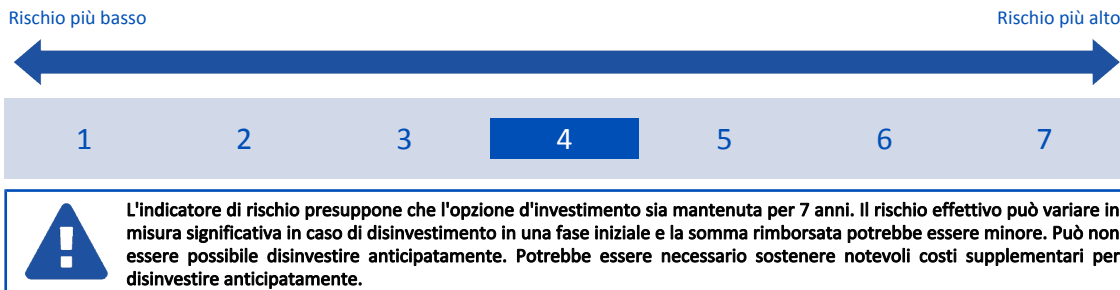 Rischio più basso Rischio più alto
1 2 3 4 5 6 7
L'indicatore di rischio presuppone che l'opzione d'investimento sia mantenuta per 7 anni. Il rischio effettivo può variare in
misura significativa in caso di disinvestimento in una fase iniziale e la somma rimborsata potrebbe essere minore. Può non
essere possibile disinvestire anticipatamente. Potrebbe essere necessario sostenere notevoli costi supplementari per
disinvestire anticipatamente.